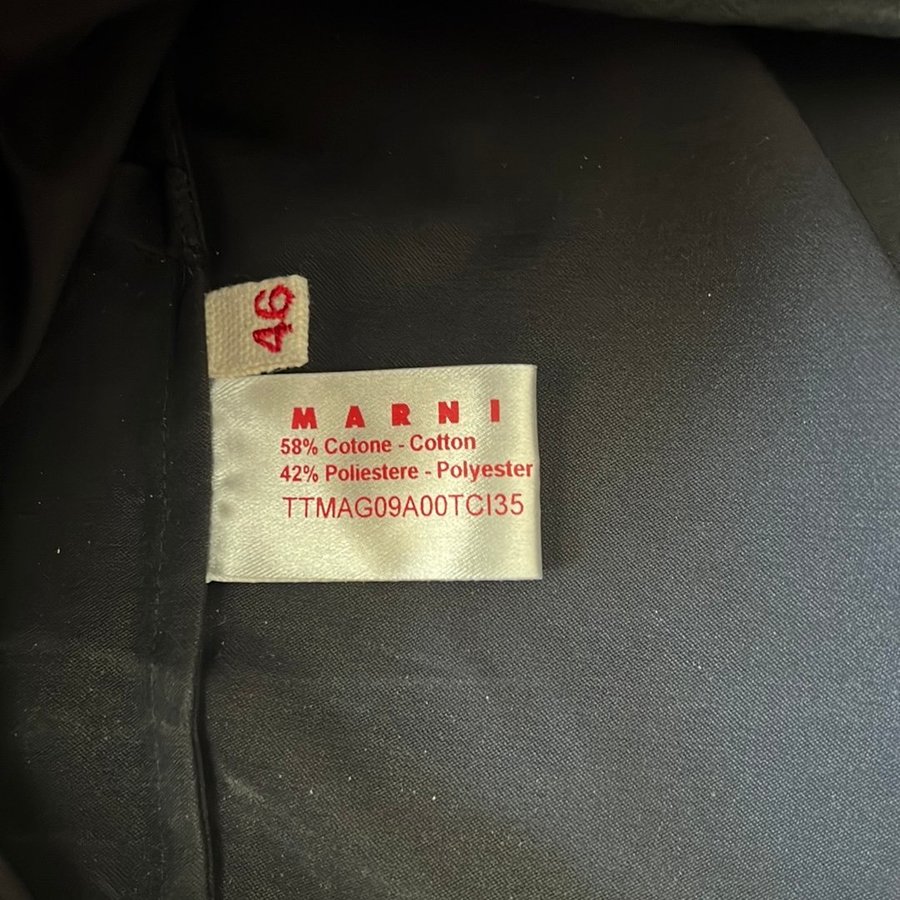 46
MARNI
58% Cotone - Cotton
42% Poliestere - Polyester
TTMAG09A00TCI35